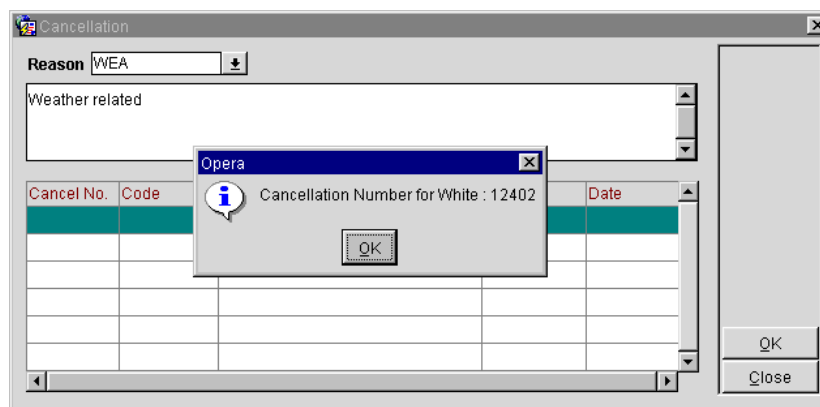 Cancellation
Reason WEA
Weather related
Opera
Cancellation Number for White : 12402
OK
Cancel No. Code Date
OK
Close